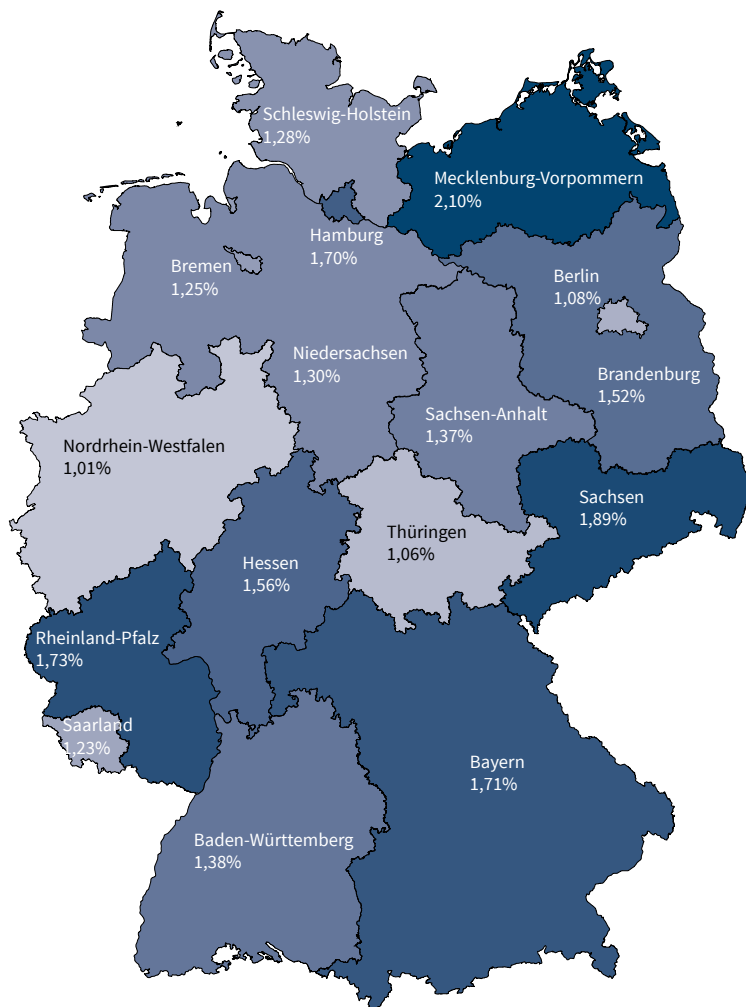 Schleswig-Holstein
1,28%
Mecklenburg-Vorpommern
2,10%
Hamburg
1,70%
Bremen
1,25%
Berlin
1,08%
Niedersachsen
1,30%
Brandenburg
1,52%
Sachsen-Anhalt
1,37%
Nordrhein-Westfalen
1,01%
Sachsen
1,89%
Thüringen
1,06%
Hessen
1,56%
Rheinland-Pfalz
1,73%
Saarland
1,23%
Bayern
1,71%
Baden-Württemberg
1,38%